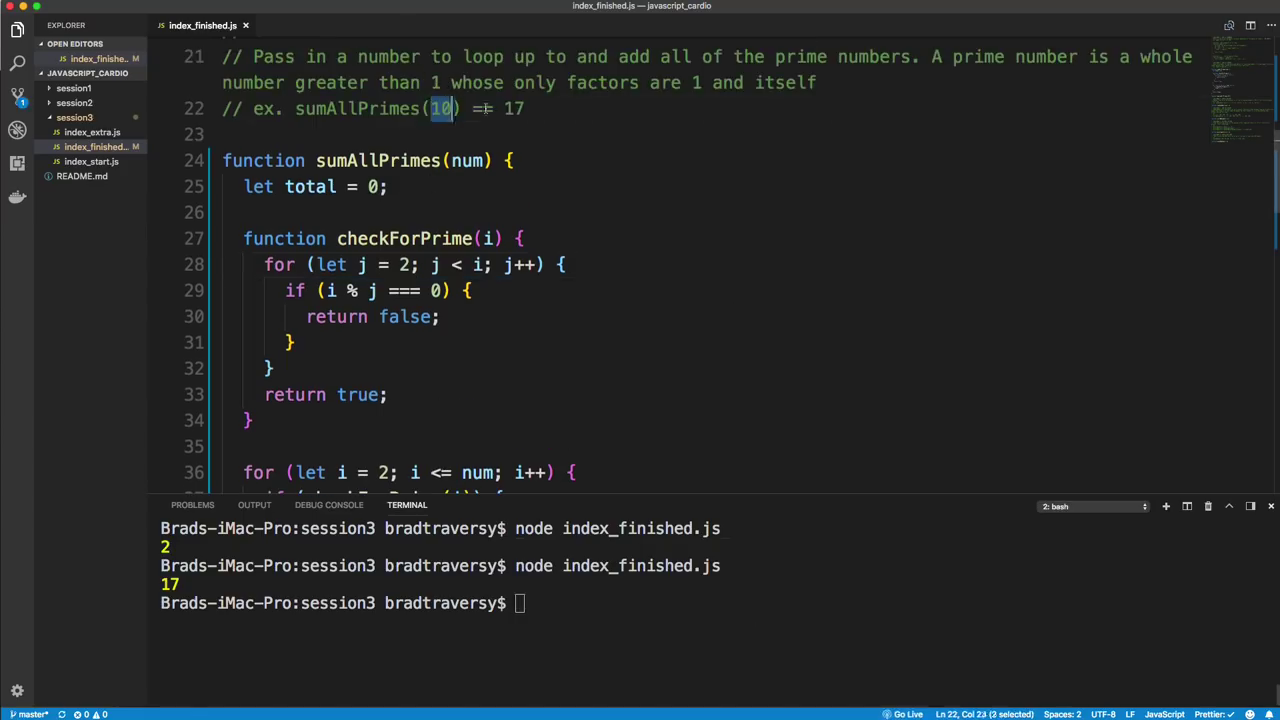 index_finished.js — javascript_cardio
EXPLORER
index_finished.js ×
OPEN EDITORS
index_finishe...
JAVASCRIPT_CARDIO
session1
session2
session3
index_extra.js
index_finished...
index_start.js
README.md
1
21 // Pass in a number to loop up to and add all of the prime numbers. A prime number is a whole
number greater than 1 whose only factors are 1 and itself
22 // ex. sumAllPrimes(10) == 17
23
24 function sumAllPrimes(num) {
25 let total = 0;
26
27 function checkForPrime(i) {
28 for (let j = 2; j < i; j++) {
29 if (i % j === 0) {
30 return false;
31 }
32 }
33 return true;
34 }
35
36 for (let i = 2; i <= num; i++) {
PROBLEMS OUTPUT DEBUG CONSOLE TERMINAL 2: bash
Brads-iMac-Pro:session3 bradtraversy$ node index_finished.js
2
Brads-iMac-Pro:session3 bradtraversy$ node index_finished.js
17
Brads-iMac-Pro:session3 bradtraversy$
master* 0 0 Go Live Ln 22, Col 23 (2 selected) Spaces: 2 UTF-8 LF JavaScript Prettier: ✓